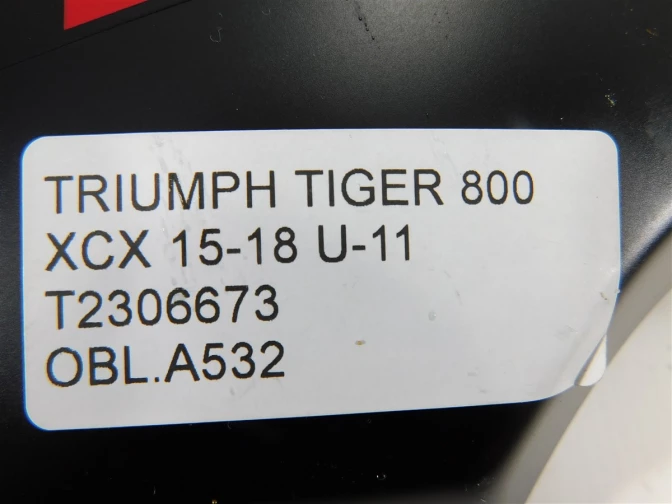 TRIUMPH TIGER 800
XCX 15-18 U-11
T2306673
OBL.A532